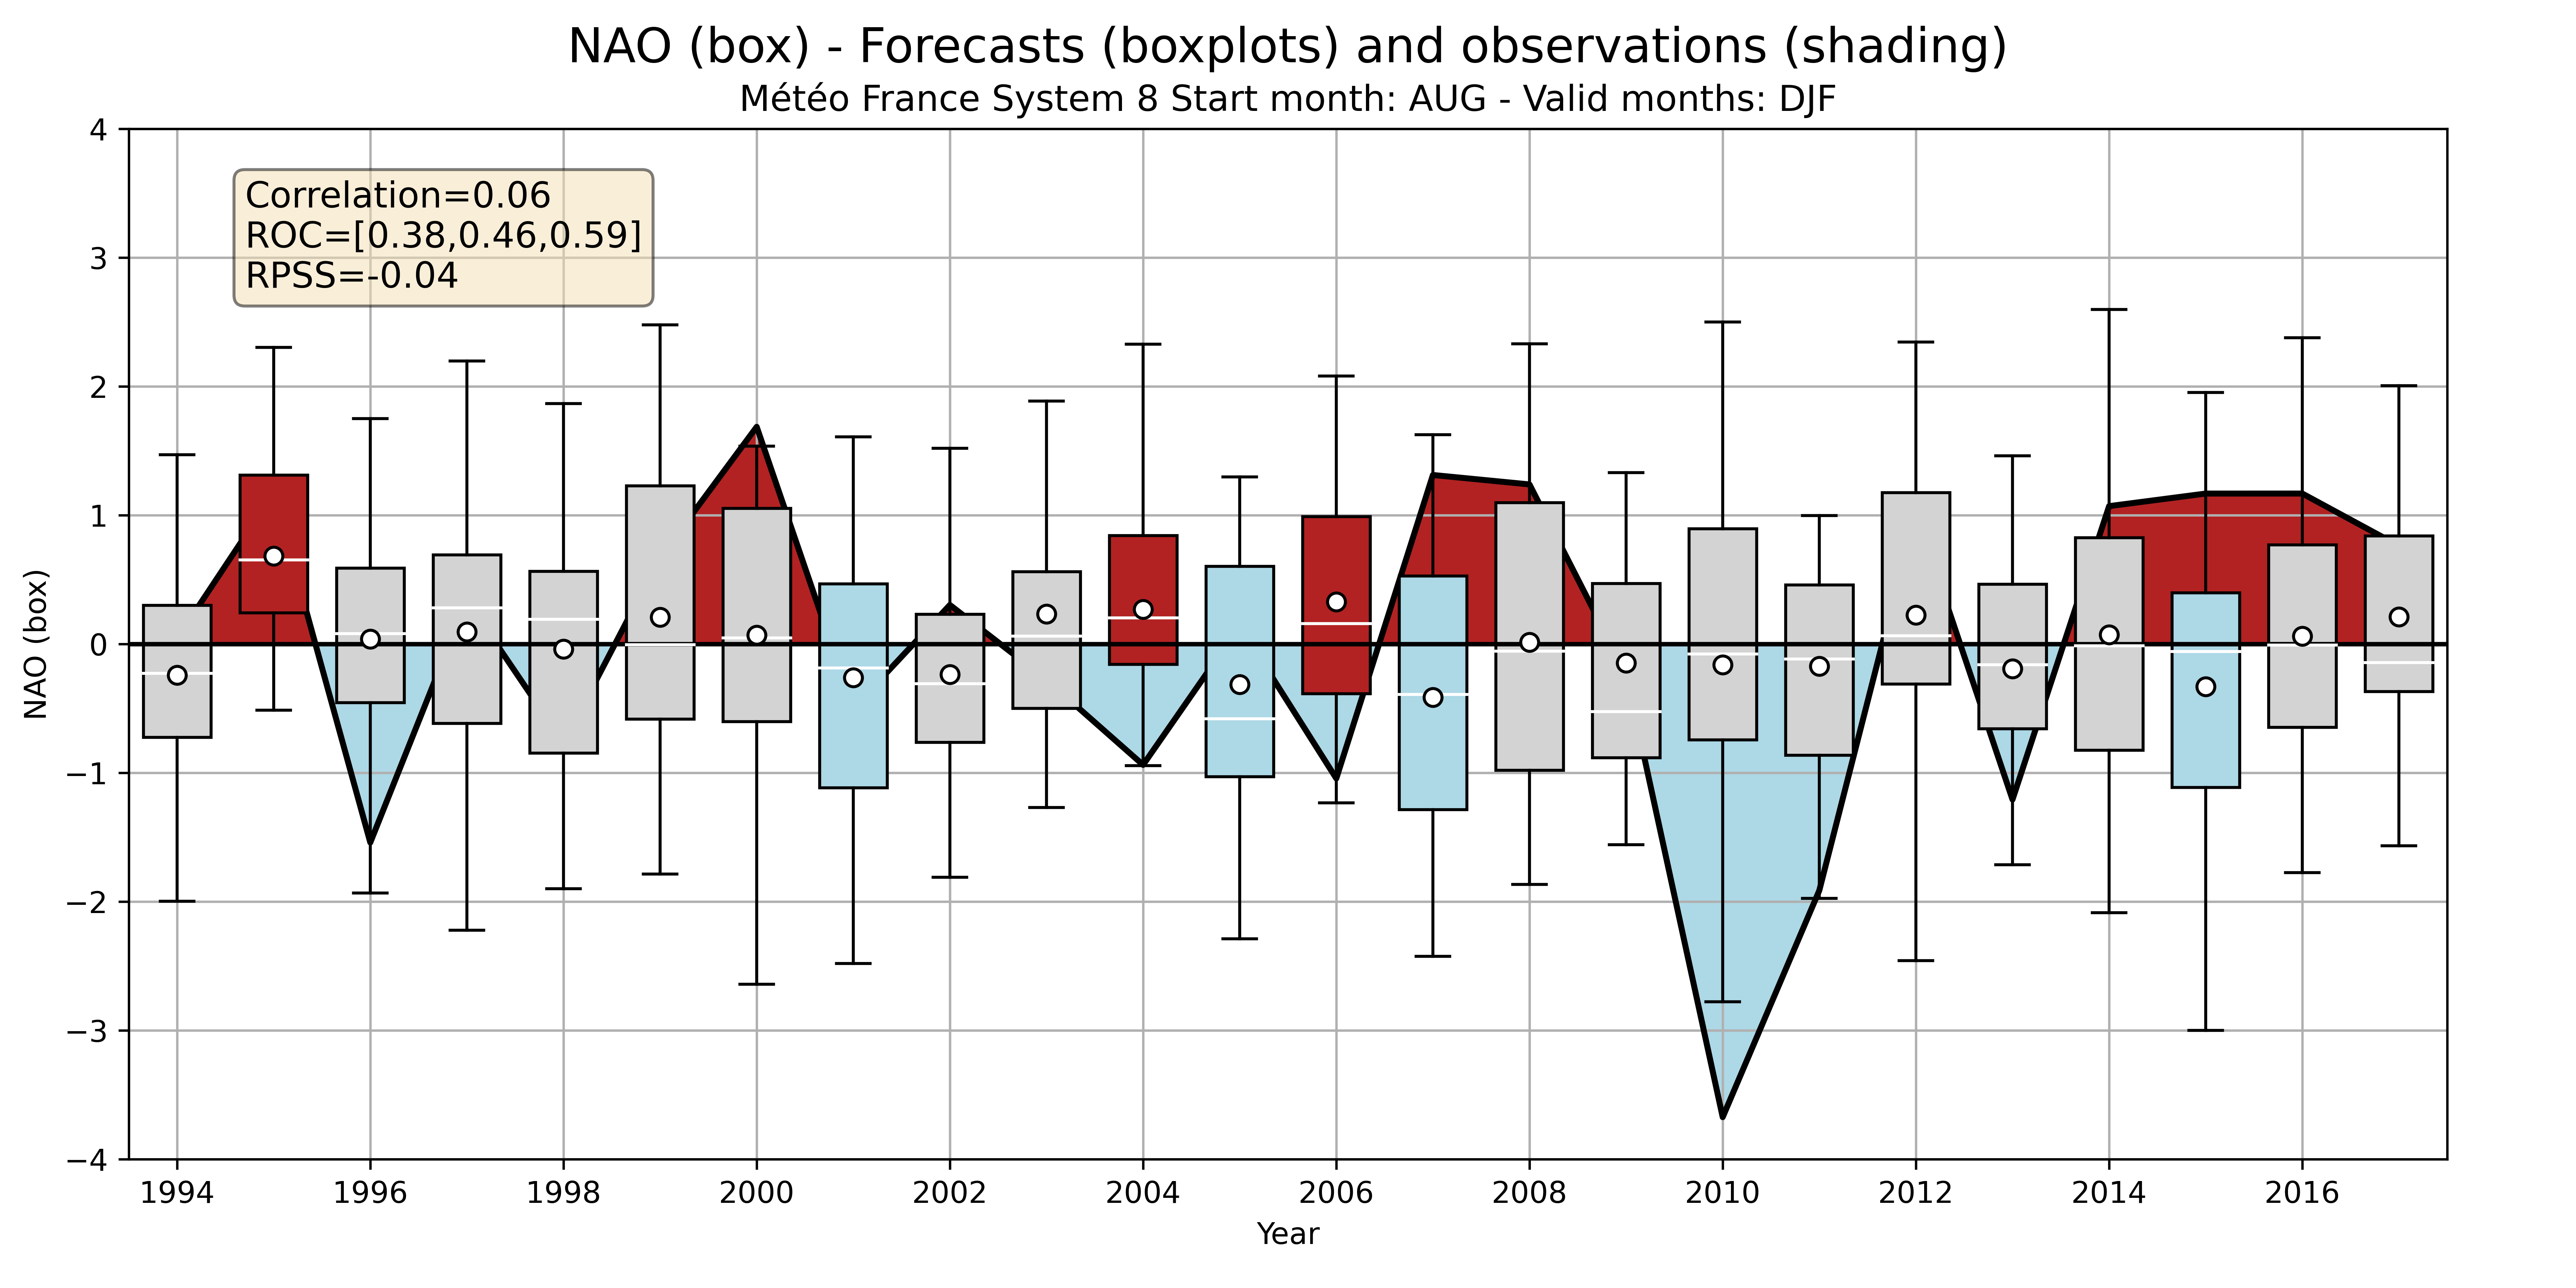 NAO (box) - Forecasts (boxplots) and observations (shading)
Météo France System 8 Start month: AUG - Valid months: DJF
Correlation=0.06
ROC=[0.38,0.46,0.59]
RPSS=-0.04
NAO (box)
4
3
2
1
0
−1
−2
−3
−4
1994 1996 1998 2000 2002 2004 2006 2008 2010 2012 2014 2016
Year